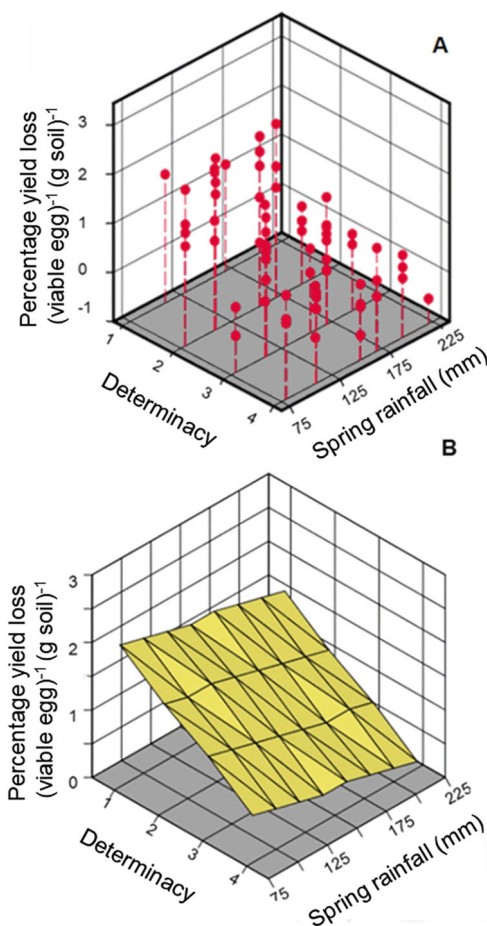 A
Percentage yield loss
(viable egg)⁻¹ (g soil)⁻¹
3
2
1
0
-1
1
2
3
4
Determinacy
75
125
175
225
Spring rainfall (mm)
B
Percentage yield loss
(viable egg)⁻¹ (g soil)⁻¹
3
2
1
0
1
2
3
4
Determinacy
75
125
175
225
Spring rainfall (mm)